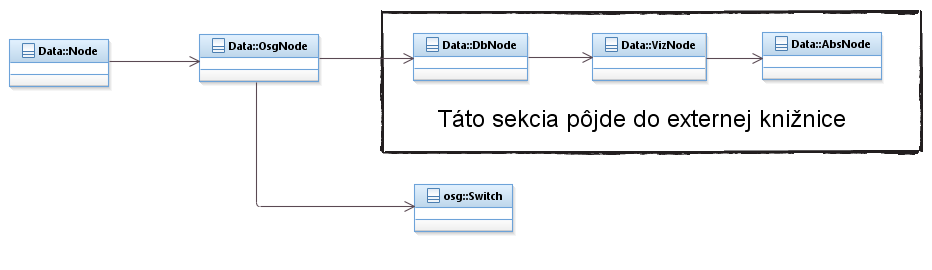 Data::Node
Data::OsgNode
Data::DbNode
Data::VizNode
Data::AbsNode
Táto sekcia pôjde do externej knižnice
osg::Switch